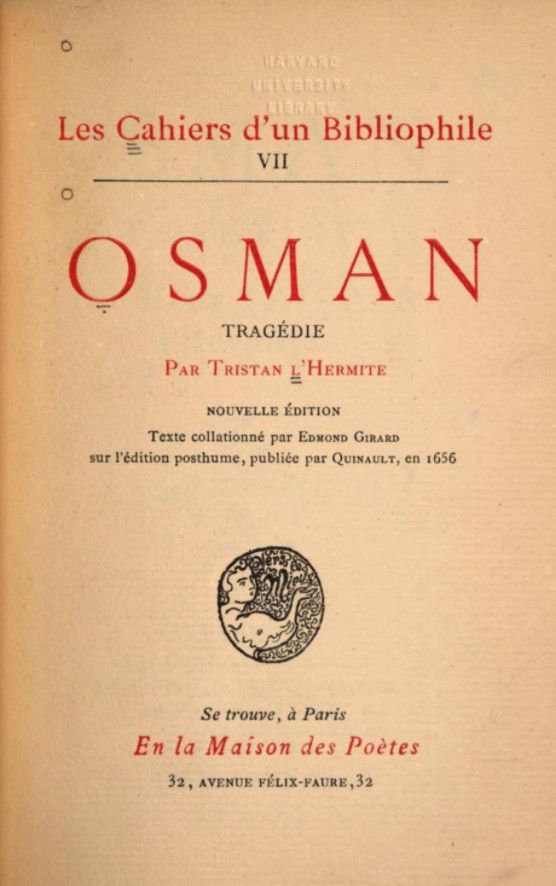 HARVARD
UNIVERSITY
LIBRARY
Les Cahiers d'un Bibliophile
VII
OSMAN
TRAGÉDIE
PAR TRISTAN L'HERMITE
NOUVELLE ÉDITION
Texte collationné par EDMOND GIRARD
sur l'édition posthume, publiée par QUINAULT, en 1656
Se trouve, à Paris
En la Maison des Poètes
32, AVENUE FÉLIX-FAURE, 32